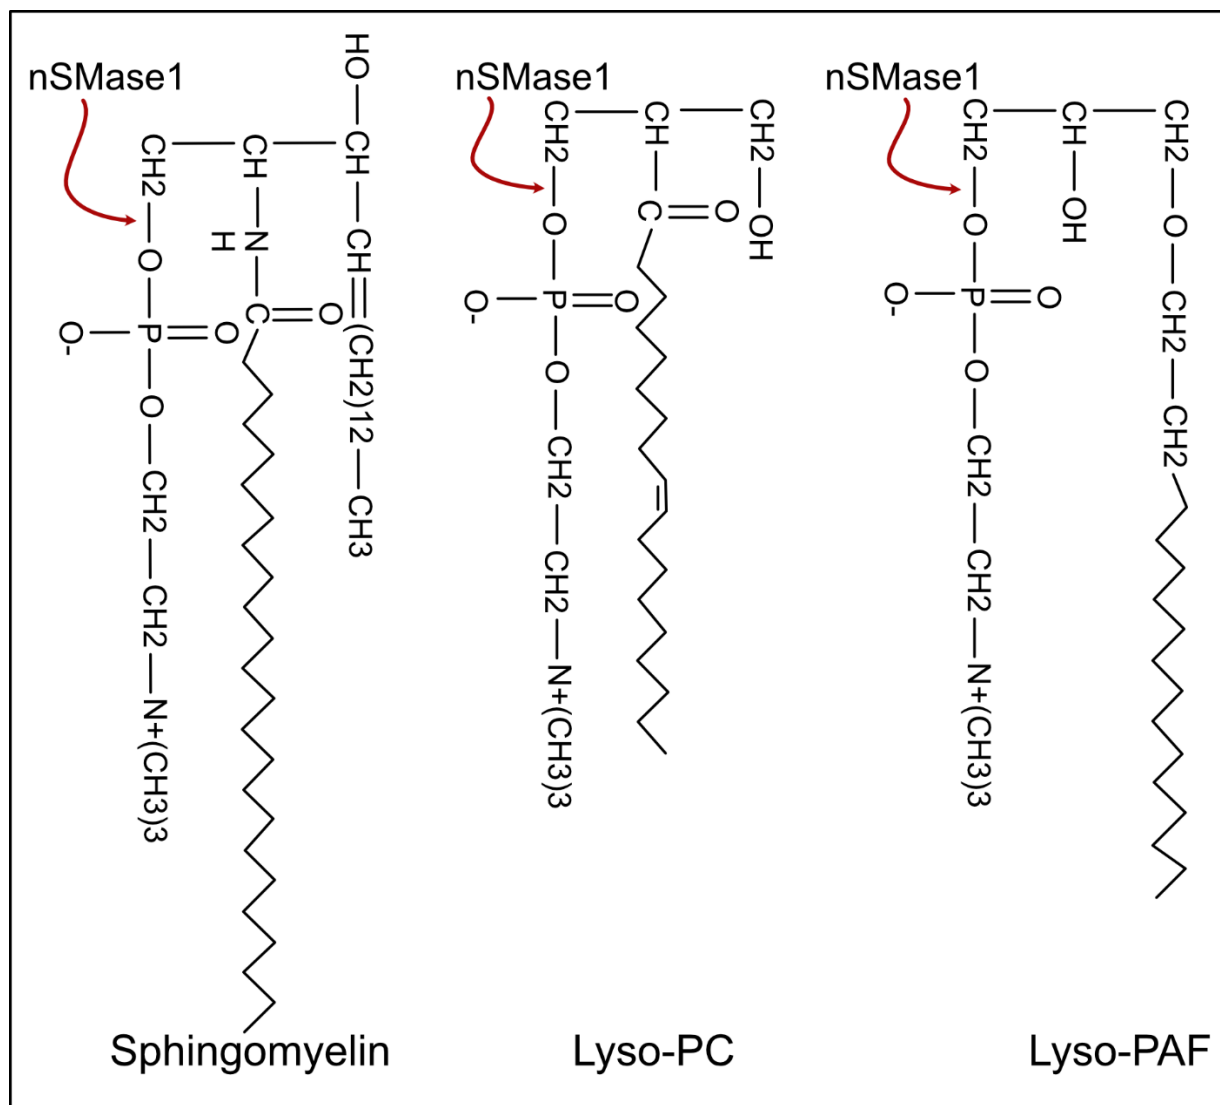 nSMase1
HO
CH2
CH
CH
O
H
N
CH
O-
P
O
C
O
(CH2)12
CH3
O
CH2
CH2
N+(CH3)3
Sphingomyelin
nSMase1
CH2
CH
CH2
O
C
O
OH
O-
P
O
O
CH2
CH2
N+(CH3)3
Lyso-PC
nSMase1
CH2
CH
CH2
O
OH
O
O-
P
O
CH2
O
CH2
CH2
CH2
N+(CH3)3
Lyso-PAF